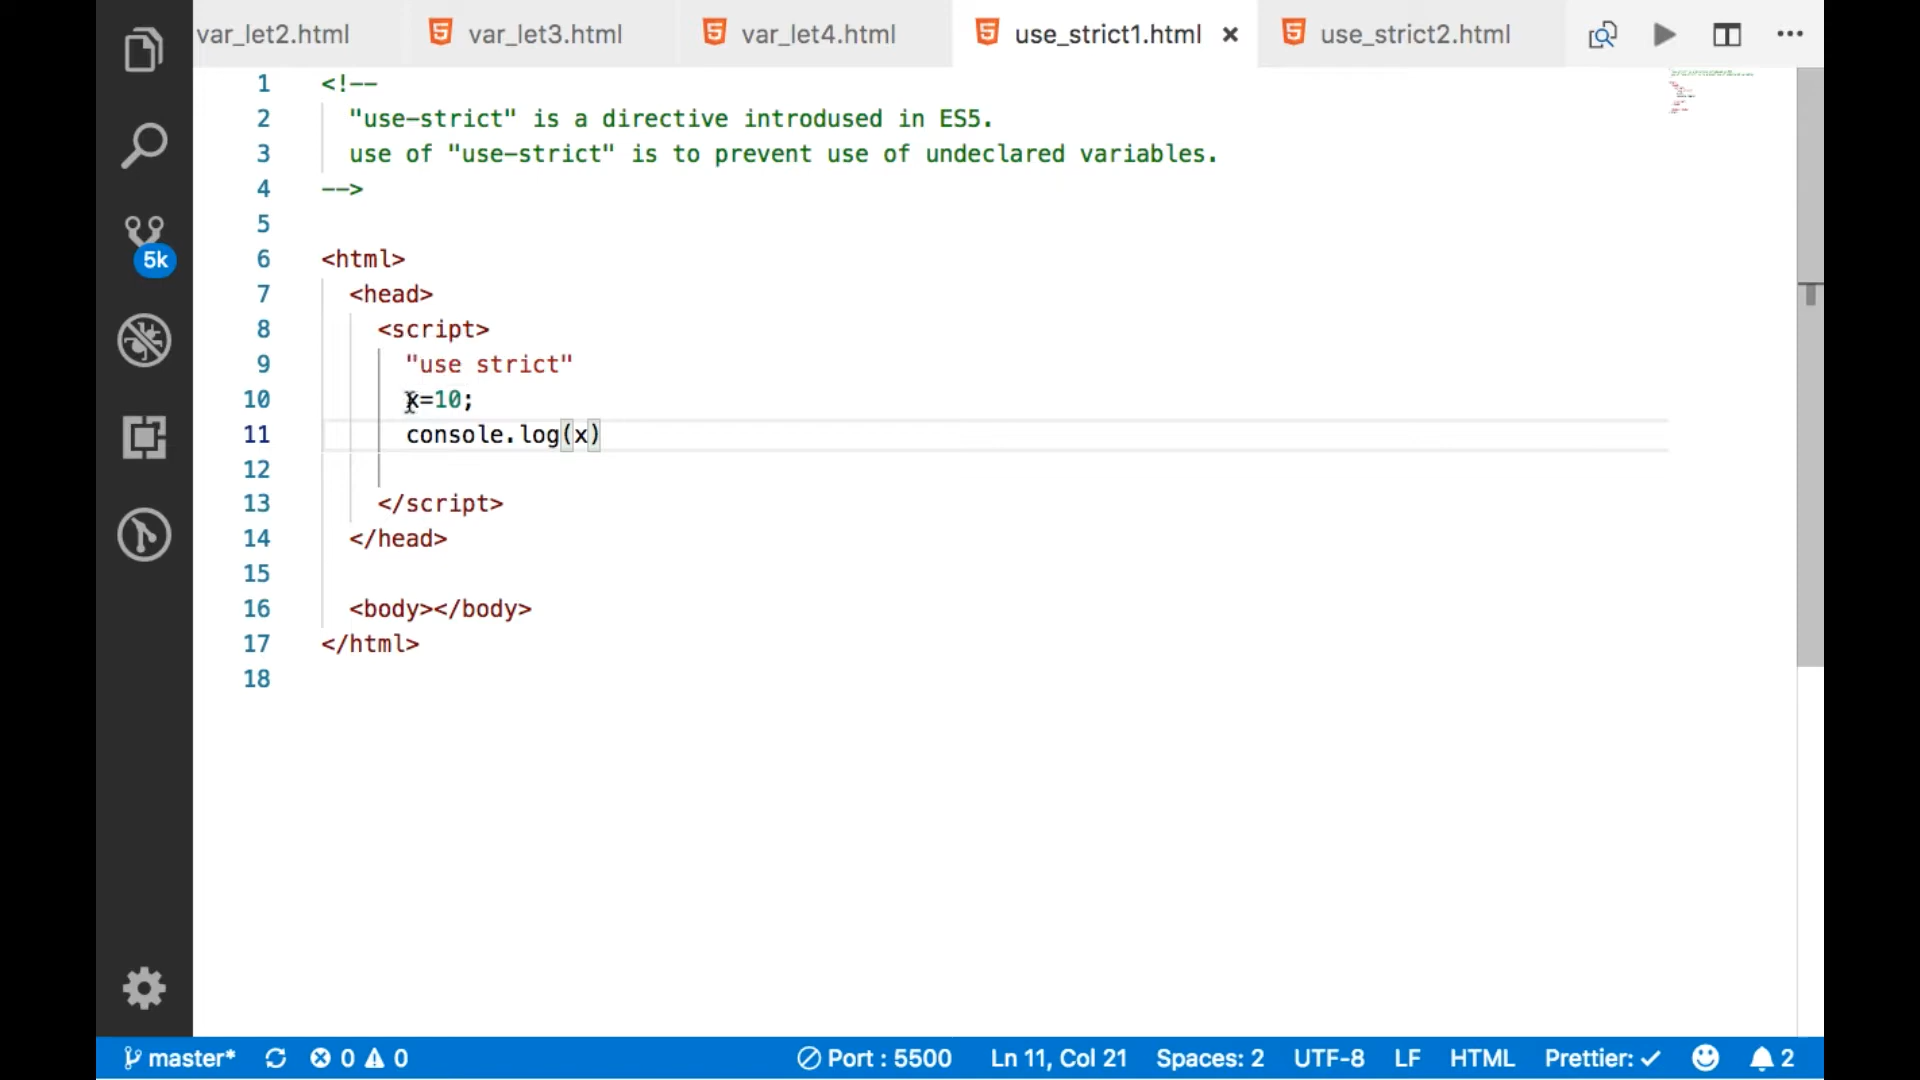 var_let2.html var_let3.html var_let4.html use_strict1.html use_strict2.html
1 <!--
2 "use-strict" is a directive introdused in ES5.
3 use of "use-strict" is to prevent use of undeclared variables.
4 -->
5
6 <html>
7 <head>
8 <script>
9 "use strict"
10 x=10;
11 console.log(x)
12
13 </script>
14 </head>
15
16 <body></body>
17 </html>
18
5k
master* 0 0 Port : 5500 Ln 11, Col 21 Spaces: 2 UTF-8 LF HTML Prettier: ✓ 2